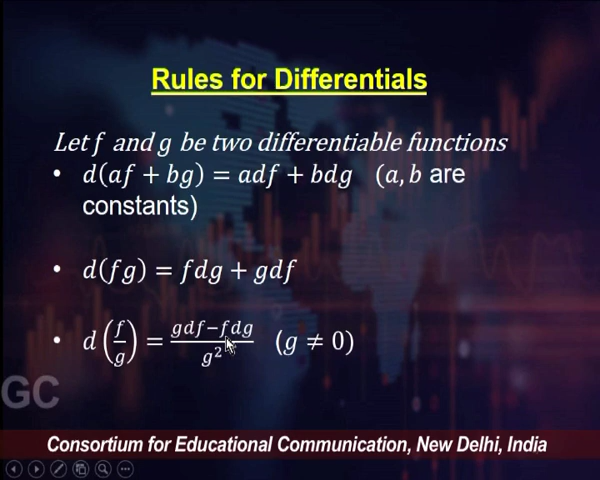 Rules for Differentials
Let f and g be two differentiable functions
• d(af + bg) = adf + bdg (a, b are
constants)
• d(fg) = fdg + gdf
• d(f/g) = (gdf−fdg)/g² (g ≠ 0)
GC
Consortium for Educational Communication, New Delhi, India